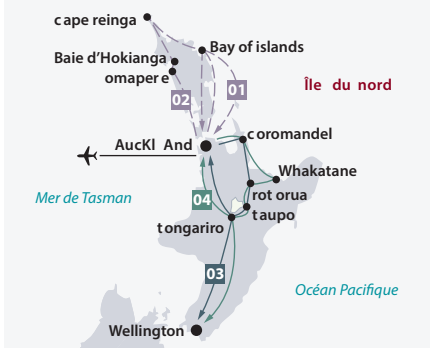 cape reinga
Bay of islands
Baie d'Hokianga
omapere
01
02
Île du nord
coromandel
AucKl And
Whakatane
Mer de Tasman
04
rot orua
taupo
tongariro
03
Océan Pacifique
Wellington